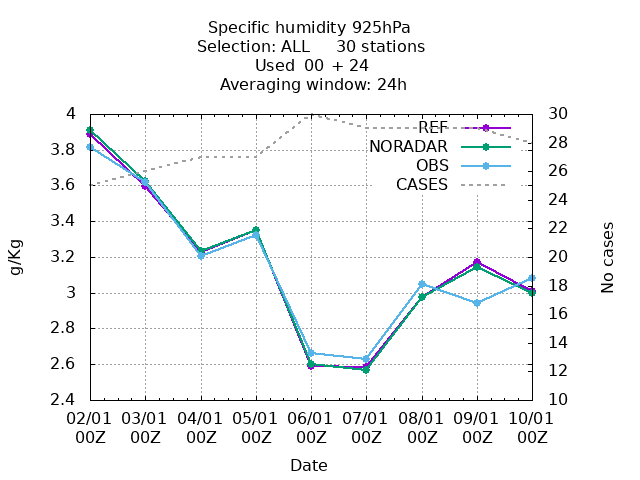 Specific humidity 925hPa
Selection: ALL     30 stations
Used  00  + 24
Averaging window: 24h
4
3.8
3.6
3.4
3.2
3
2.8
2.6
2.4
g/Kg
30
28
26
24
22
20
18
16
14
12
10
No cases
REF
NORADAR
OBS
CASES
02/01 03/01 04/01 05/01 06/01 07/01 08/01 09/01 10/01
00Z 00Z 00Z 00Z 00Z 00Z 00Z 00Z 00Z
Date